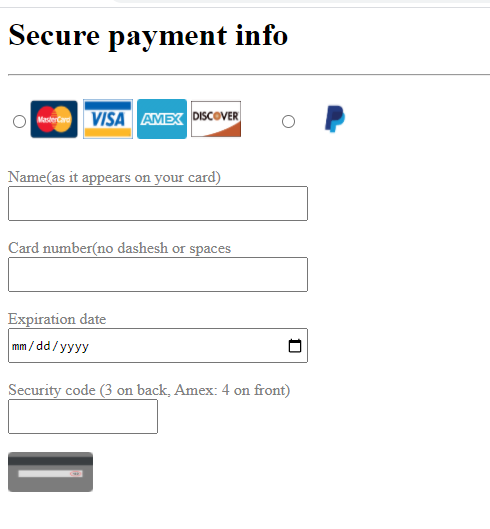 Secure payment info
MasterCard VISA AMEX DISCOVER
Name(as it appears on your card)
Card number(no dashesh or spaces
Expiration date
mm/dd/yyyy
Security code (3 on back, Amex: 4 on front)